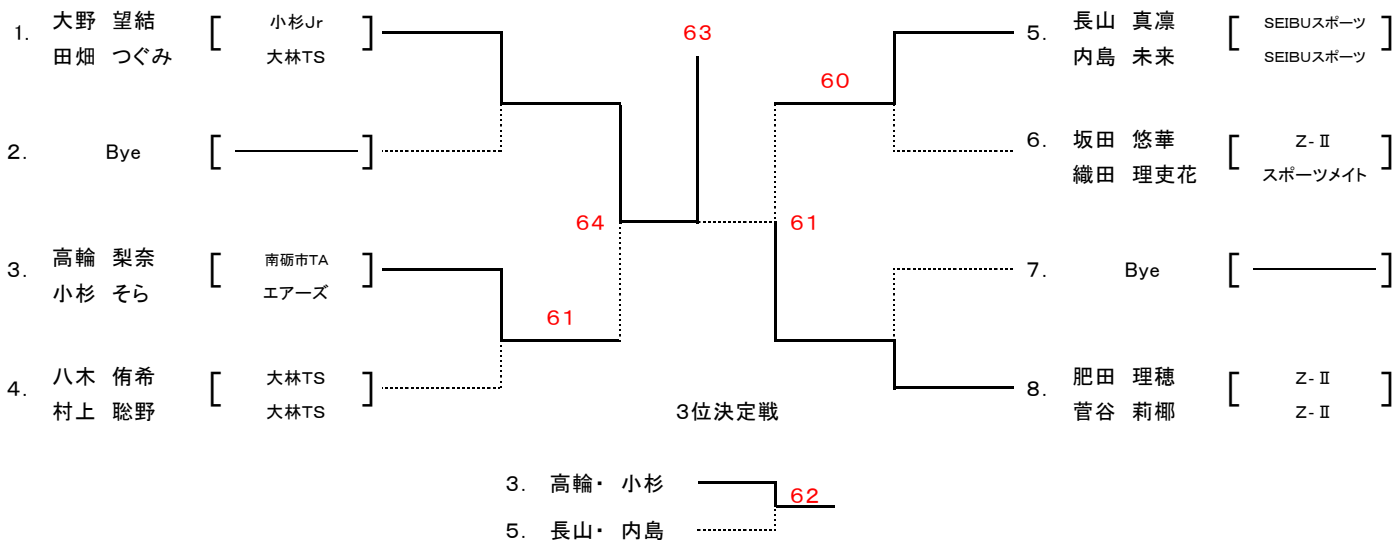 1.
大野 望結
田畑 つぐみ
小杉Jr
大林TS
2.
Bye
3.
高輪 梨奈
小杉 そら
南砺市TA
エアーズ
4.
八木 侑希
村上 聡野
大林TS
大林TS
61
64
63
60
61
5.
長山 真凛
内島 未来
SEIBUスポーツ
SEIBUスポーツ
6.
坂田 悠華
織田 理吏花
Z-Ⅱ
スポーツメイト
7.
Bye
8.
肥田 理穂
菅谷 莉椰
Z-Ⅱ
Z-Ⅱ
3位決定戦
3. 高輪・ 小杉
62
5. 長山・ 内島